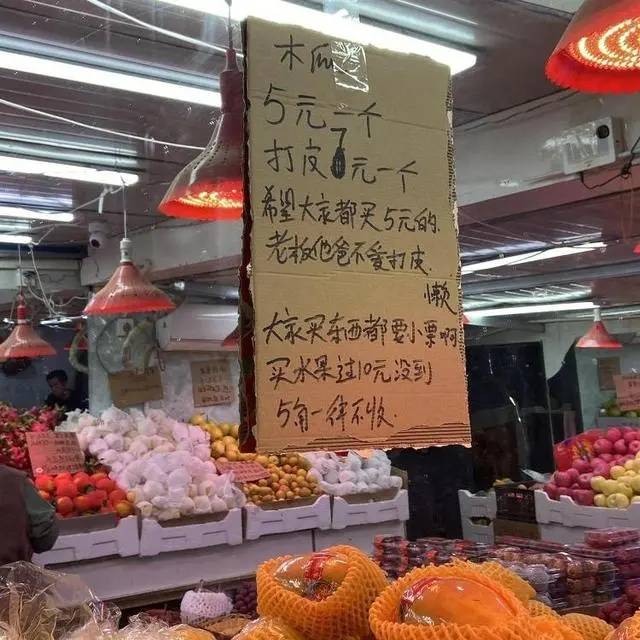 木瓜
5元一个
打皮7元一个
希望大家都买5元的.
老板他爸不爱打皮.
懒
大家买东西都要小票啊
买水果过10元没到
5角一律不收.